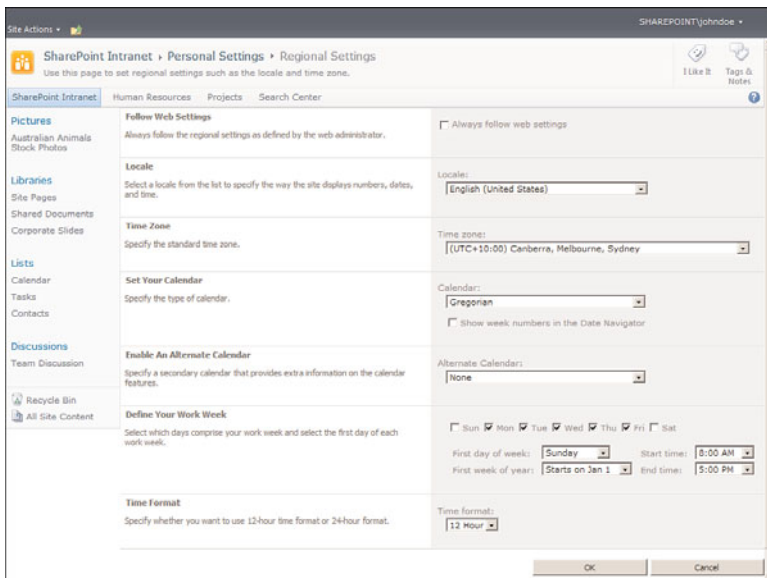 SHAREPOINT\johndoe
Site Actions
SharePoint Intranet › Personal Settings › Regional Settings
Use this page to set regional settings such as the locale and time zone.
I Like It
Tags & Notes
SharePoint Intranet Human Resources Projects Search Center
Pictures
Australian Animals Stock Photos
Libraries
Site Pages
Shared Documents
Corporate Slides
Lists
Calendar
Tasks
Contacts
Discussions
Team Discussion
Recycle Bin
All Site Content
Follow Web Settings
Always follow the regional settings as defined by the web administrator.
Always follow web settings
Locale
Select a locale from the list to specify the way the site displays numbers, dates,
and time.
Locale:
English (United States)
Time Zone
Specify the standard time zone.
Time zone:
(UTC+10:00) Canberra, Melbourne, Sydney
Set Your Calendar
Specify the type of calendar.
Calendar:
Gregorian
Show week numbers in the Date Navigator
Enable An Alternate Calendar
Specify a secondary calendar that provides extra information on the calendar
features.
Alternate Calendar:
None
Define Your Work Week
Select which days comprise your work week and select the first day of each
work week.
Sun Mon Tue Wed Thu Fri Sat
First day of week: Sunday Start time: 8:00 AM
First week of year: Starts on Jan 1 End time: 5:00 PM
Time Format
Specify whether you want to use 12-hour time format or 24-hour format.
Time format:
12 Hour
OK Cancel